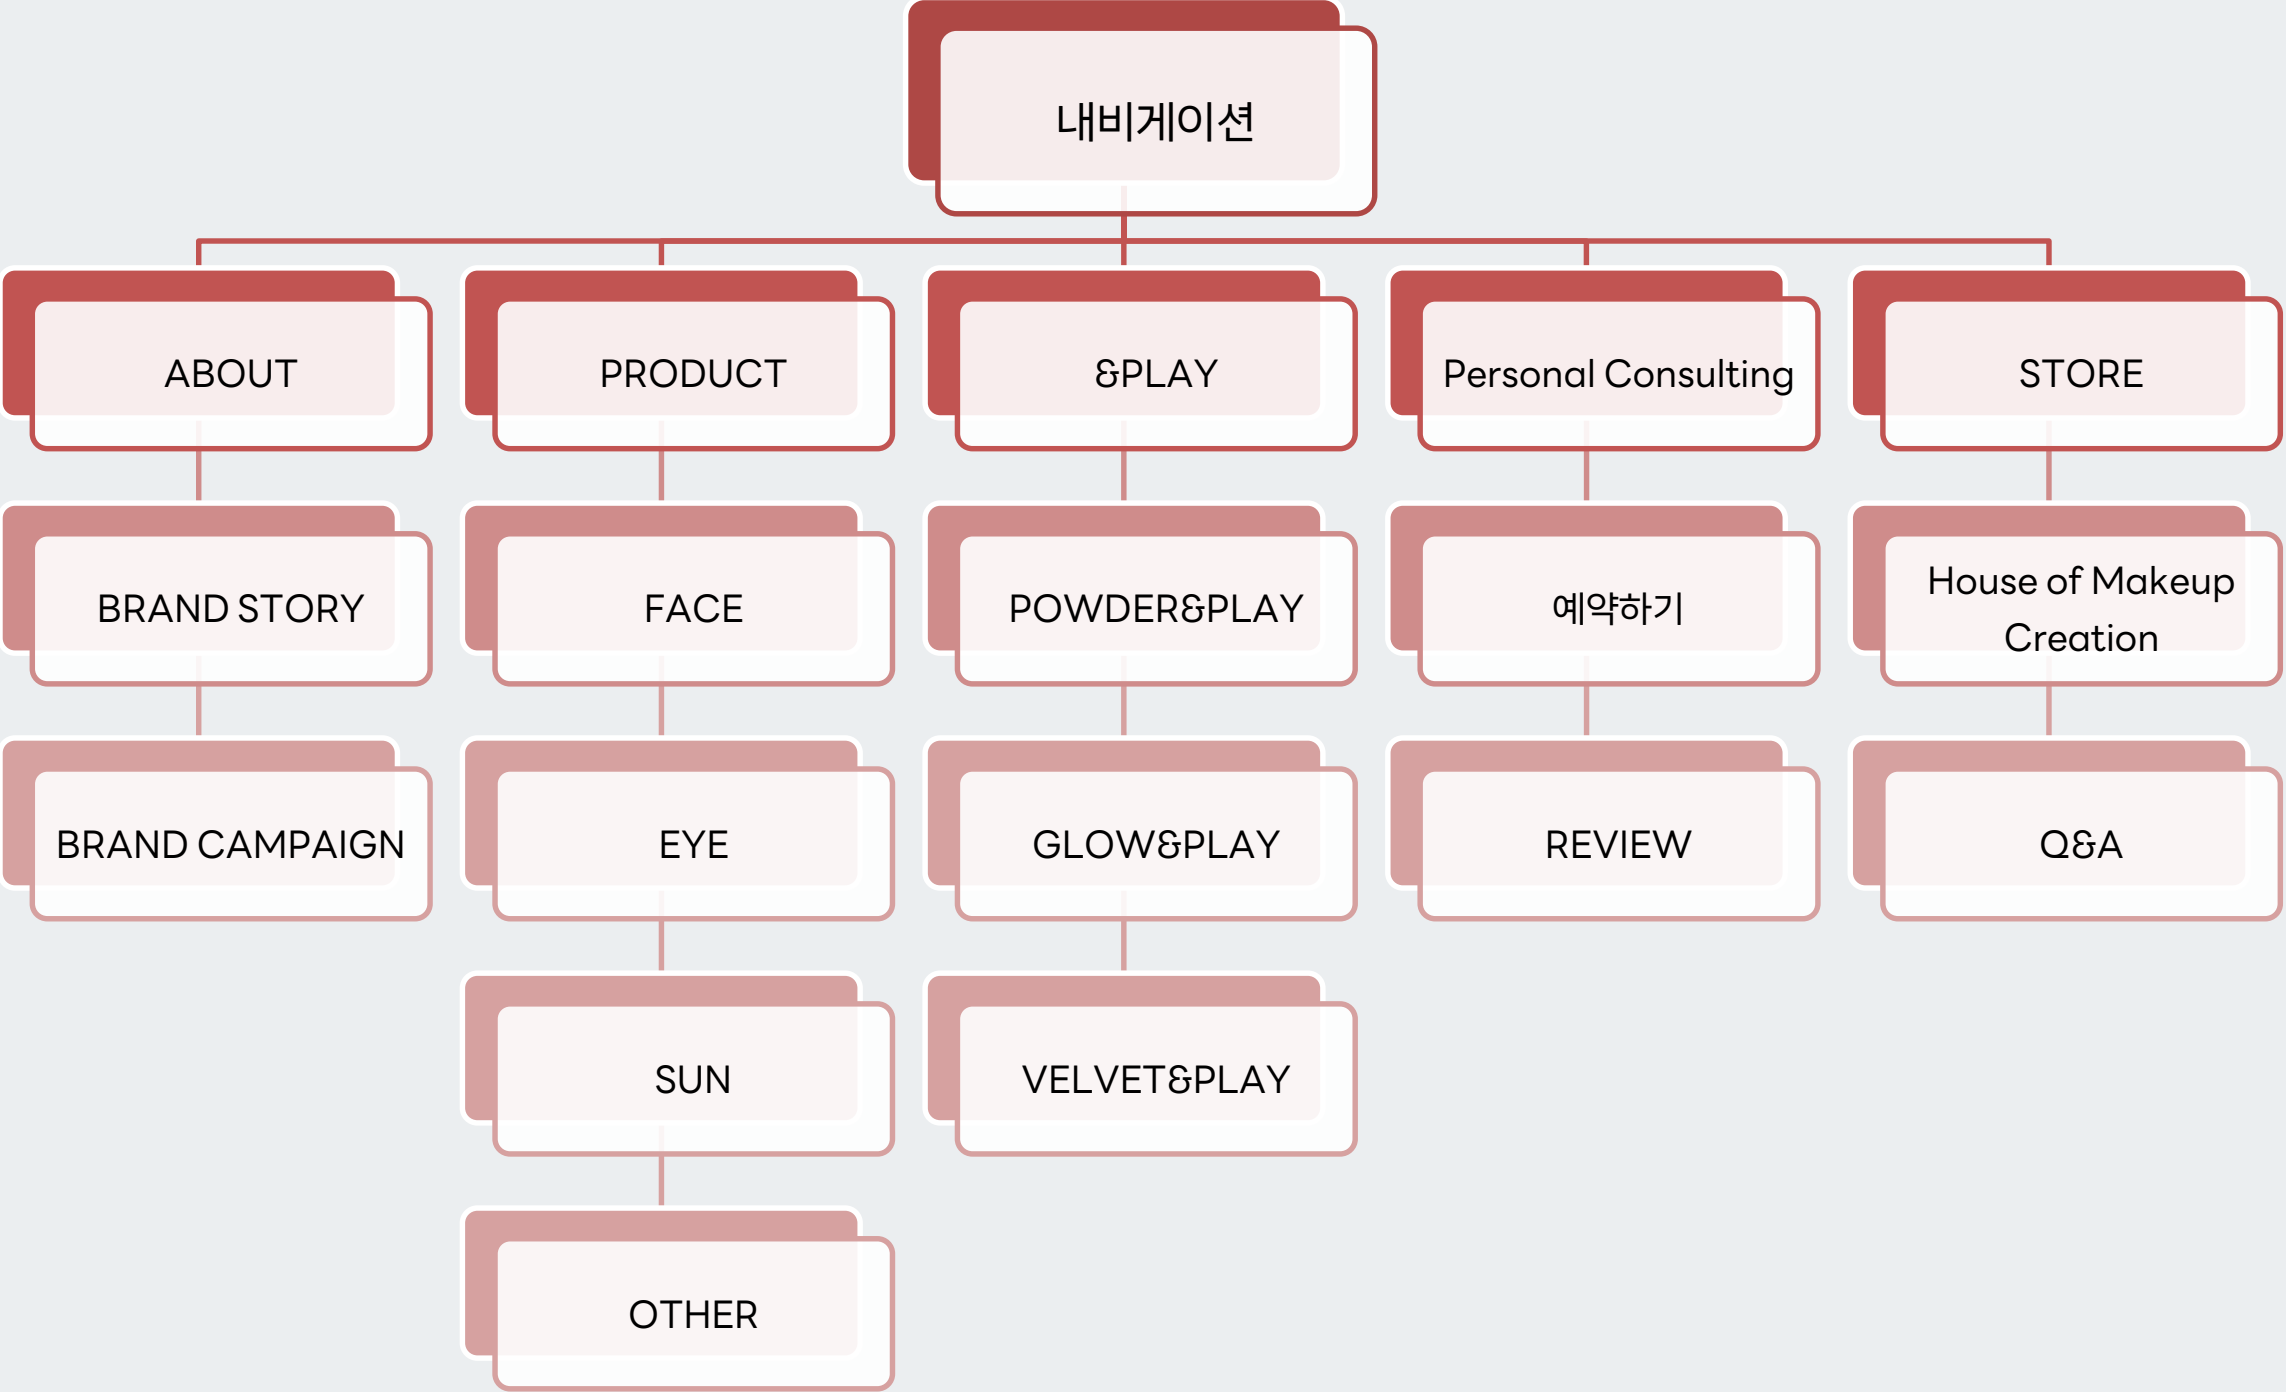 내비게이션
ABOUT
PRODUCT
&PLAY
Personal Consulting
STORE
BRAND STORY
FACE
POWDER&PLAY
예약하기
House of Makeup
Creation
BRAND CAMPAIGN
EYE
GLOW&PLAY
REVIEW
Q&A
SUN
VELVET&PLAY
OTHER